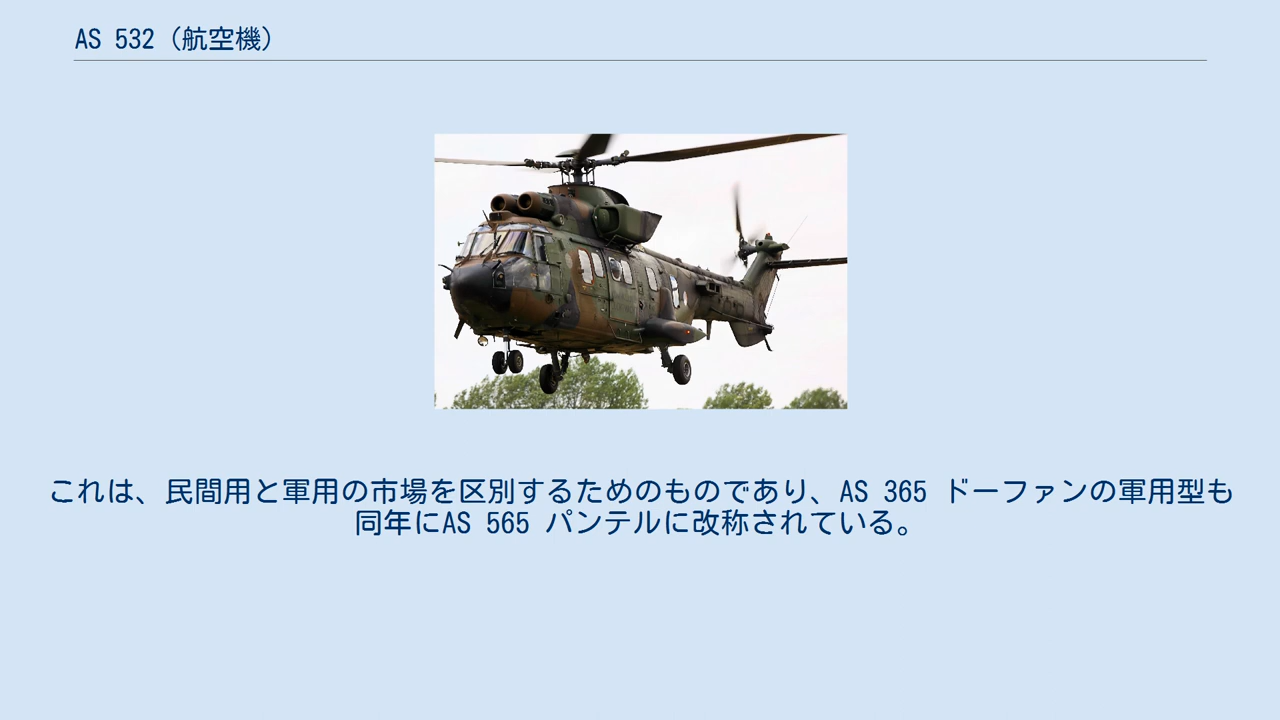 AS 532（航空機）
これは、民間用と軍用の市場を区別するためのものであり、AS 365 ドーファンの軍用型も
同年にAS 565 パンテルに改称されている。